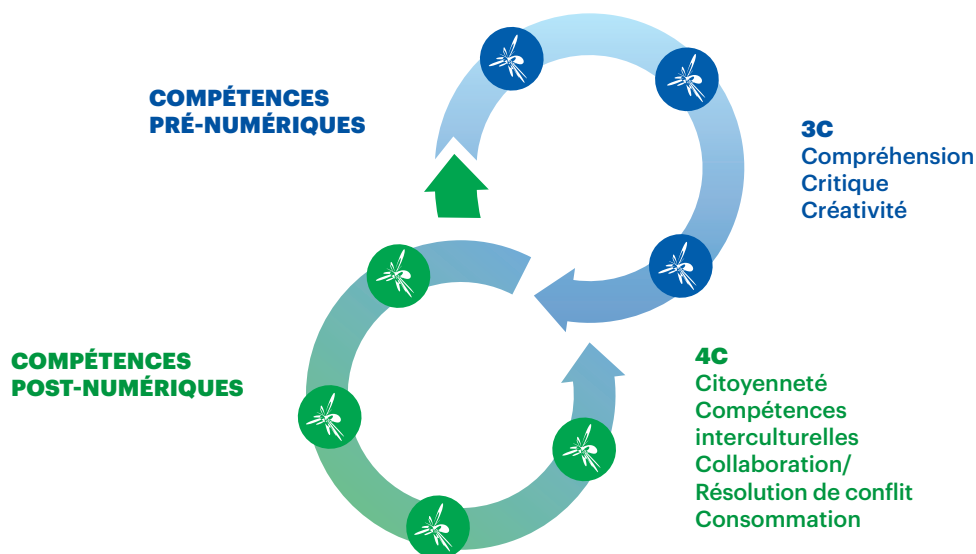 COMPÉTENCES
PRÉ-NUMÉRIQUES
3C
Compréhension
Critique
Créativité
COMPÉTENCES
POST-NUMÉRIQUES
4C
Citoyenneté
Compétences
interculturelles
Collaboration/
Résolution de conflit
Consommation